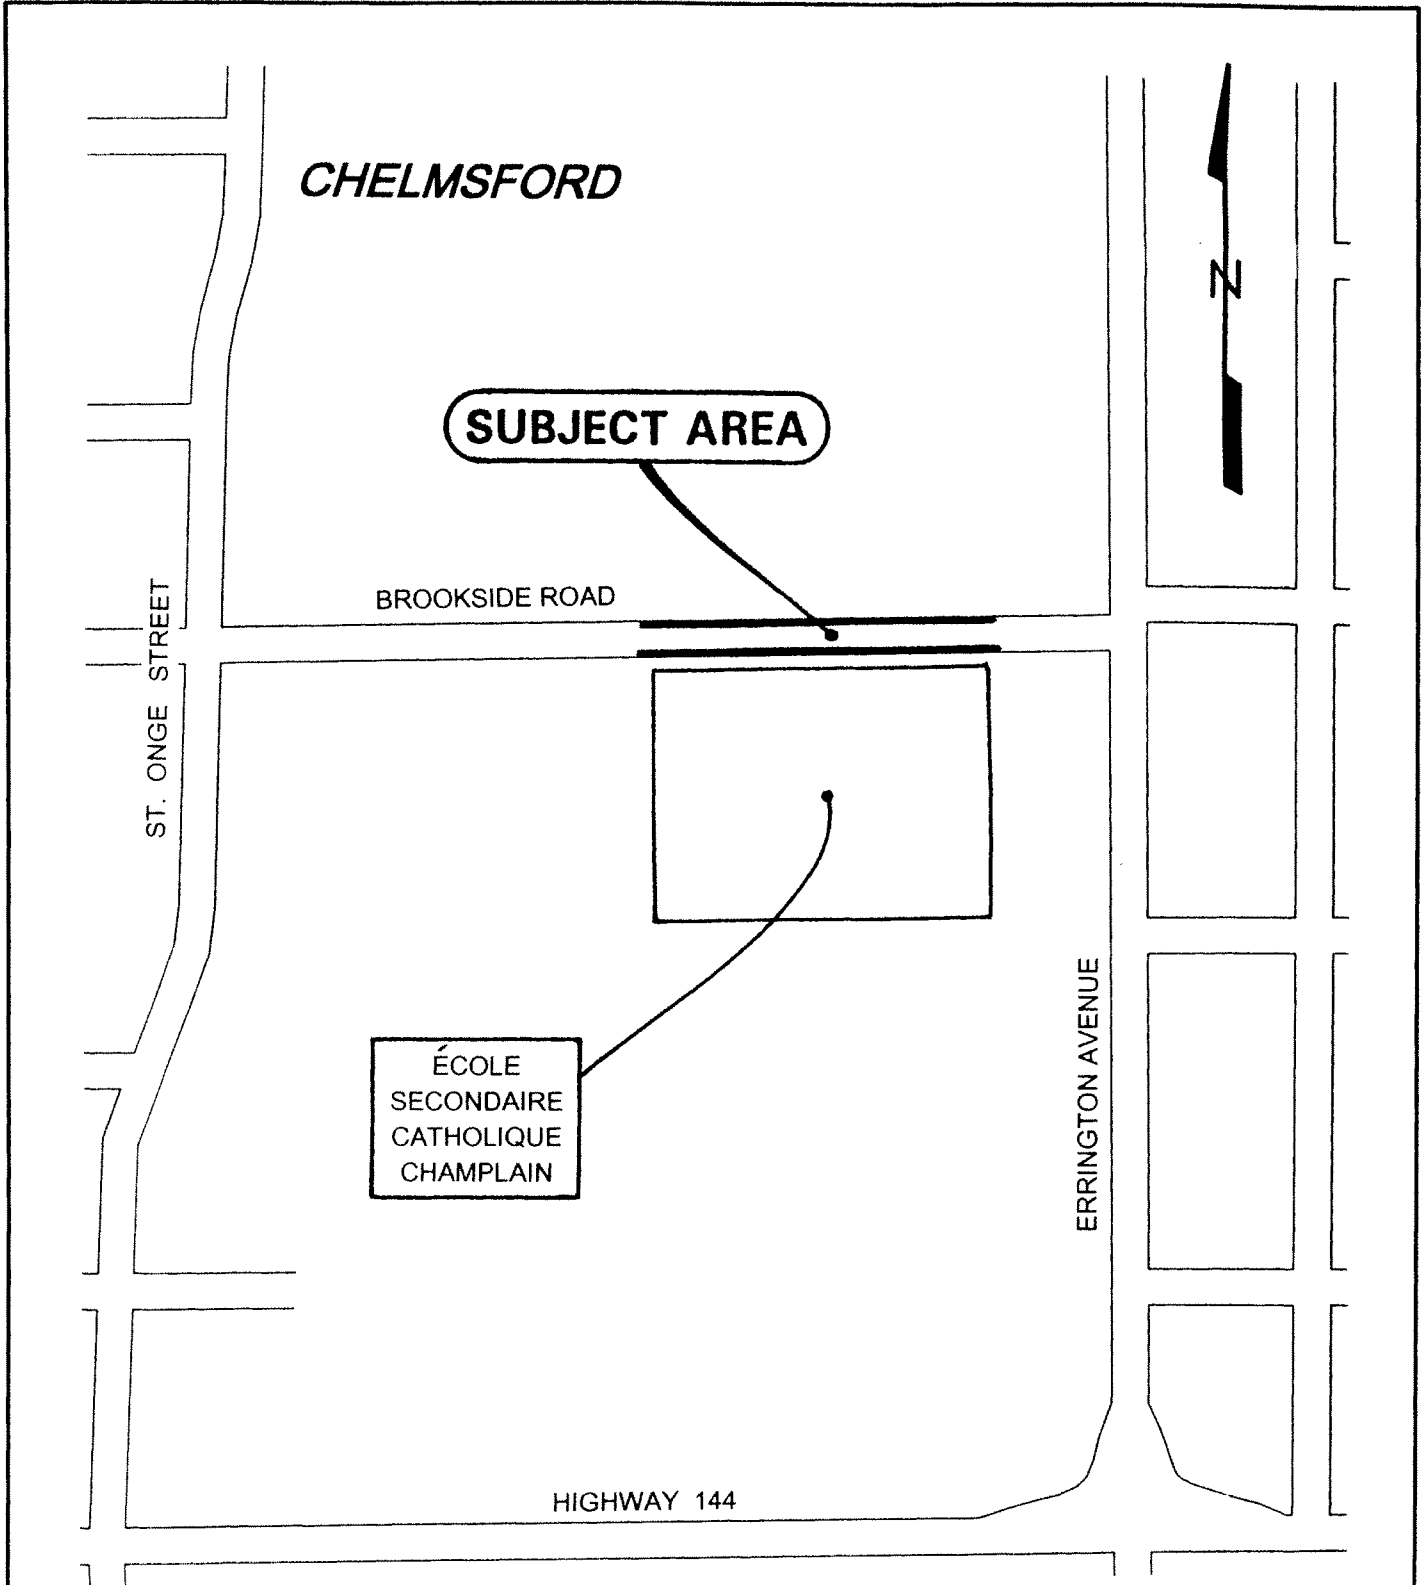 CHELMSFORD
N
SUBJECT AREA
BROOKSIDE ROAD
ST. ONGE STREET
ÉCOLE
SECONDAIRE
CATHOLIQUE
CHAMPLAIN
ERRINGTON AVENUE
HIGHWAY 144